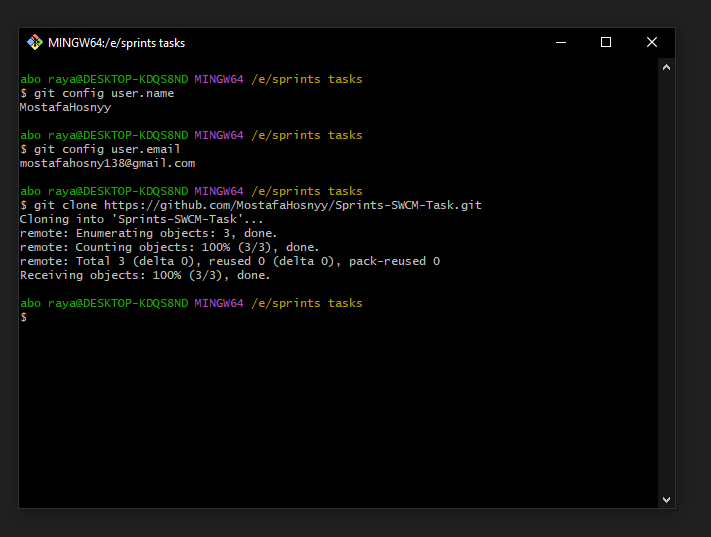 MINGW64:/e/sprints tasks
abo raya@DESKTOP-KDQS8ND MINGW64 /e/sprints tasks
$ git config user.name
MostafaHosnyy
abo raya@DESKTOP-KDQS8ND MINGW64 /e/sprints tasks
$ git config user.email
mostafahosny138@gmail.com
abo raya@DESKTOP-KDQS8ND MINGW64 /e/sprints tasks
$ git clone https://github.com/MostafaHosnyy/Sprints-SWCM-Task.git
Cloning into 'Sprints-SWCM-Task'...
remote: Enumerating objects: 3, done.
remote: Counting objects: 100% (3/3), done.
remote: Total 3 (delta 0), reused 0 (delta 0), pack-reused 0
Receiving objects: 100% (3/3), done.
abo raya@DESKTOP-KDQS8ND MINGW64 /e/sprints tasks
$